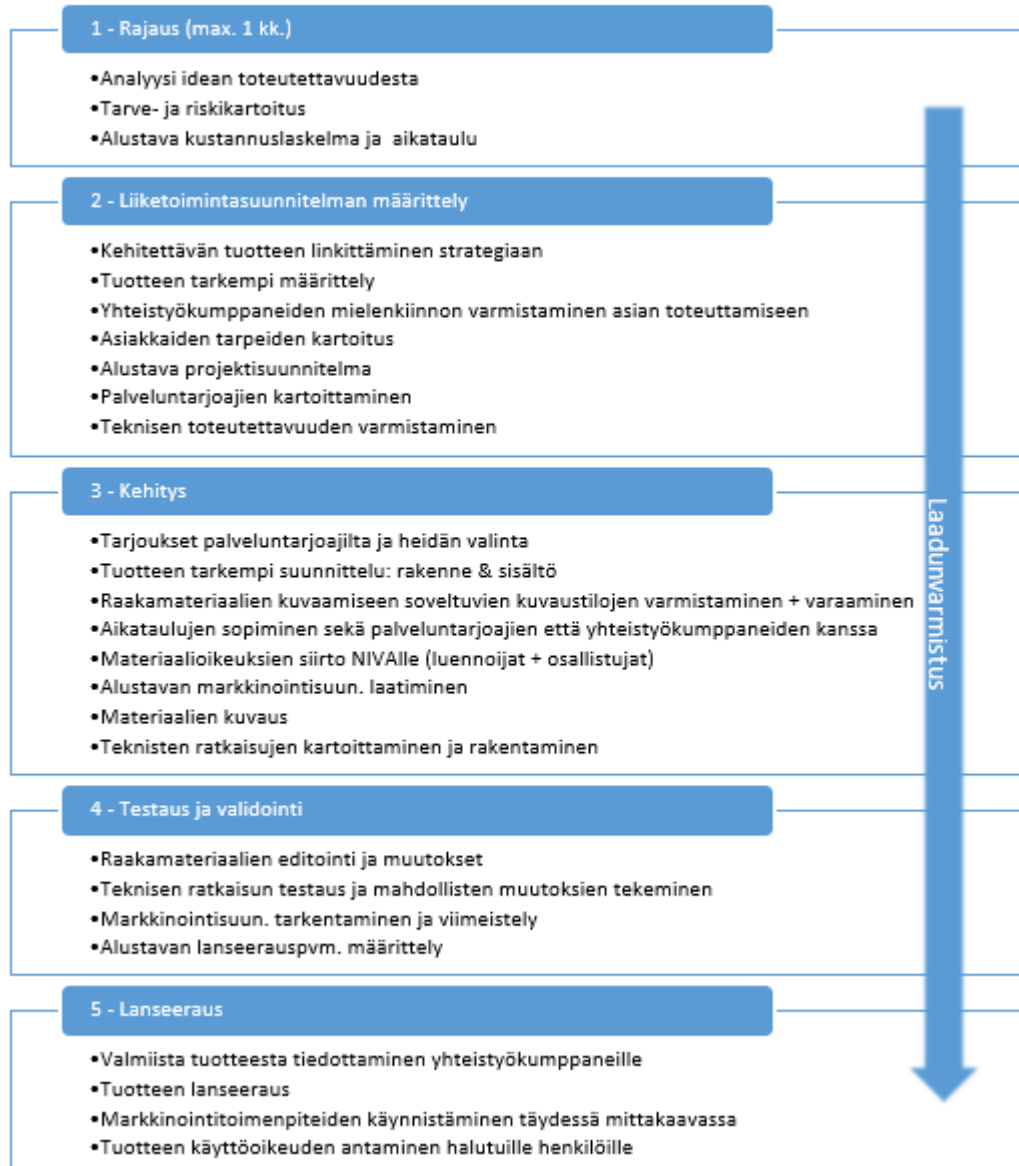 1 - Rajaus (max. 1 kk.)
•Analyysi idean toteutettavuudesta
•Tarve- ja riskikartoitus
•Alustava kustannuslaskelma ja aikataulu
2 - Liiketoimintasuunnitelman määrittely
•Kehitettävän tuotteen linkittäminen strategiaan
•Tuotteen tarkempi määrittely
•Yhteistyökumppaneiden mielenkiinnon varmistaminen asian toteuttamiseen
•Asiakkaiden tarpeiden kartoitus
•Alustava projektisuunnitelma
•Palveluntarjoajien kartoittaminen
•Teknisen toteutettavuuden varmistaminen
3 - Kehitys
•Tarjoukset palveluntarjoajilta ja heidän valinta
•Tuotteen tarkempi suunnittelu: rakenne & sisältö
•Raakamateriaalien kuvaamiseen soveltuvien kuvaustilojen varmistaminen + varaaminen
•Aikataulujen sopiminen sekä palveluntarjoajien että yhteistyökumppaneiden kanssa
•Materiaalioikeuksien siirto NIVAlle (luennoijat + osallistujat)
•Alustavan markkinointisuun. laatiminen
•Materiaalien kuvaus
•Teknisten ratkaisujen kartoittaminen ja rakentaminen
4 - Testaus ja validointi
•Raakamateriaalien editointi ja muutokset
•Teknisen ratkaisun testaus ja mahdollisten muutoksien tekeminen
•Markkinointisuun. tarkentaminen ja viimeistely
•Alustavan lanseerauspvm. määrittely
5 - Lanseeraus
•Valmiista tuotteesta tiedottaminen yhteistyökumppaneille
•Tuotteen lanseeraus
•Markkinointitoimenpiteiden käynnistäminen täydessä mittakaavassa
•Tuotteen käyttöoikeuden antaminen halutuille henkilöille
Laadunvarmistus